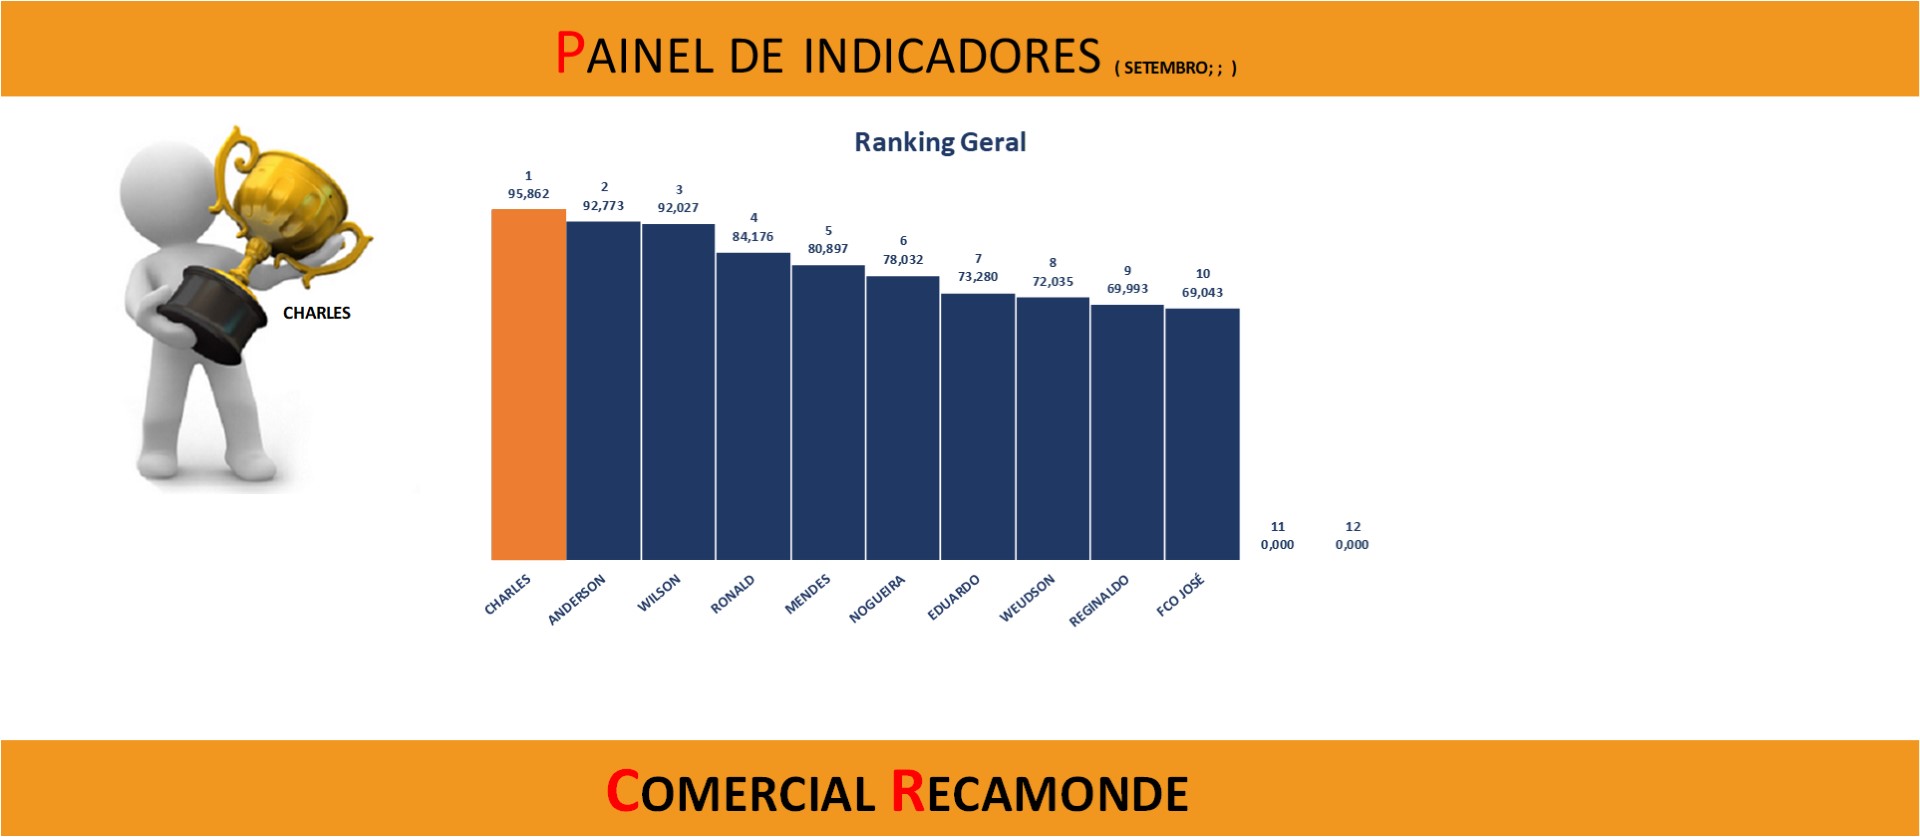 PAINEL DE INDICADORES ( SETEMBRO; ;  )
Ranking Geral
1
95,862
2
92,773
3
92,027
4
84,176
5
80,897
6
78,032
7
73,280
8
72,035
9
69,993
10
69,043
11
0,000
12
0,000
CHARLES
CHARLES
ANDERSON
WILSON
RONALD
MENDES
NOGUEIRA
EDUARDO
WEUDSON
REGINALDO
FCO JOSÉ
COMERCIAL RECAMONDE